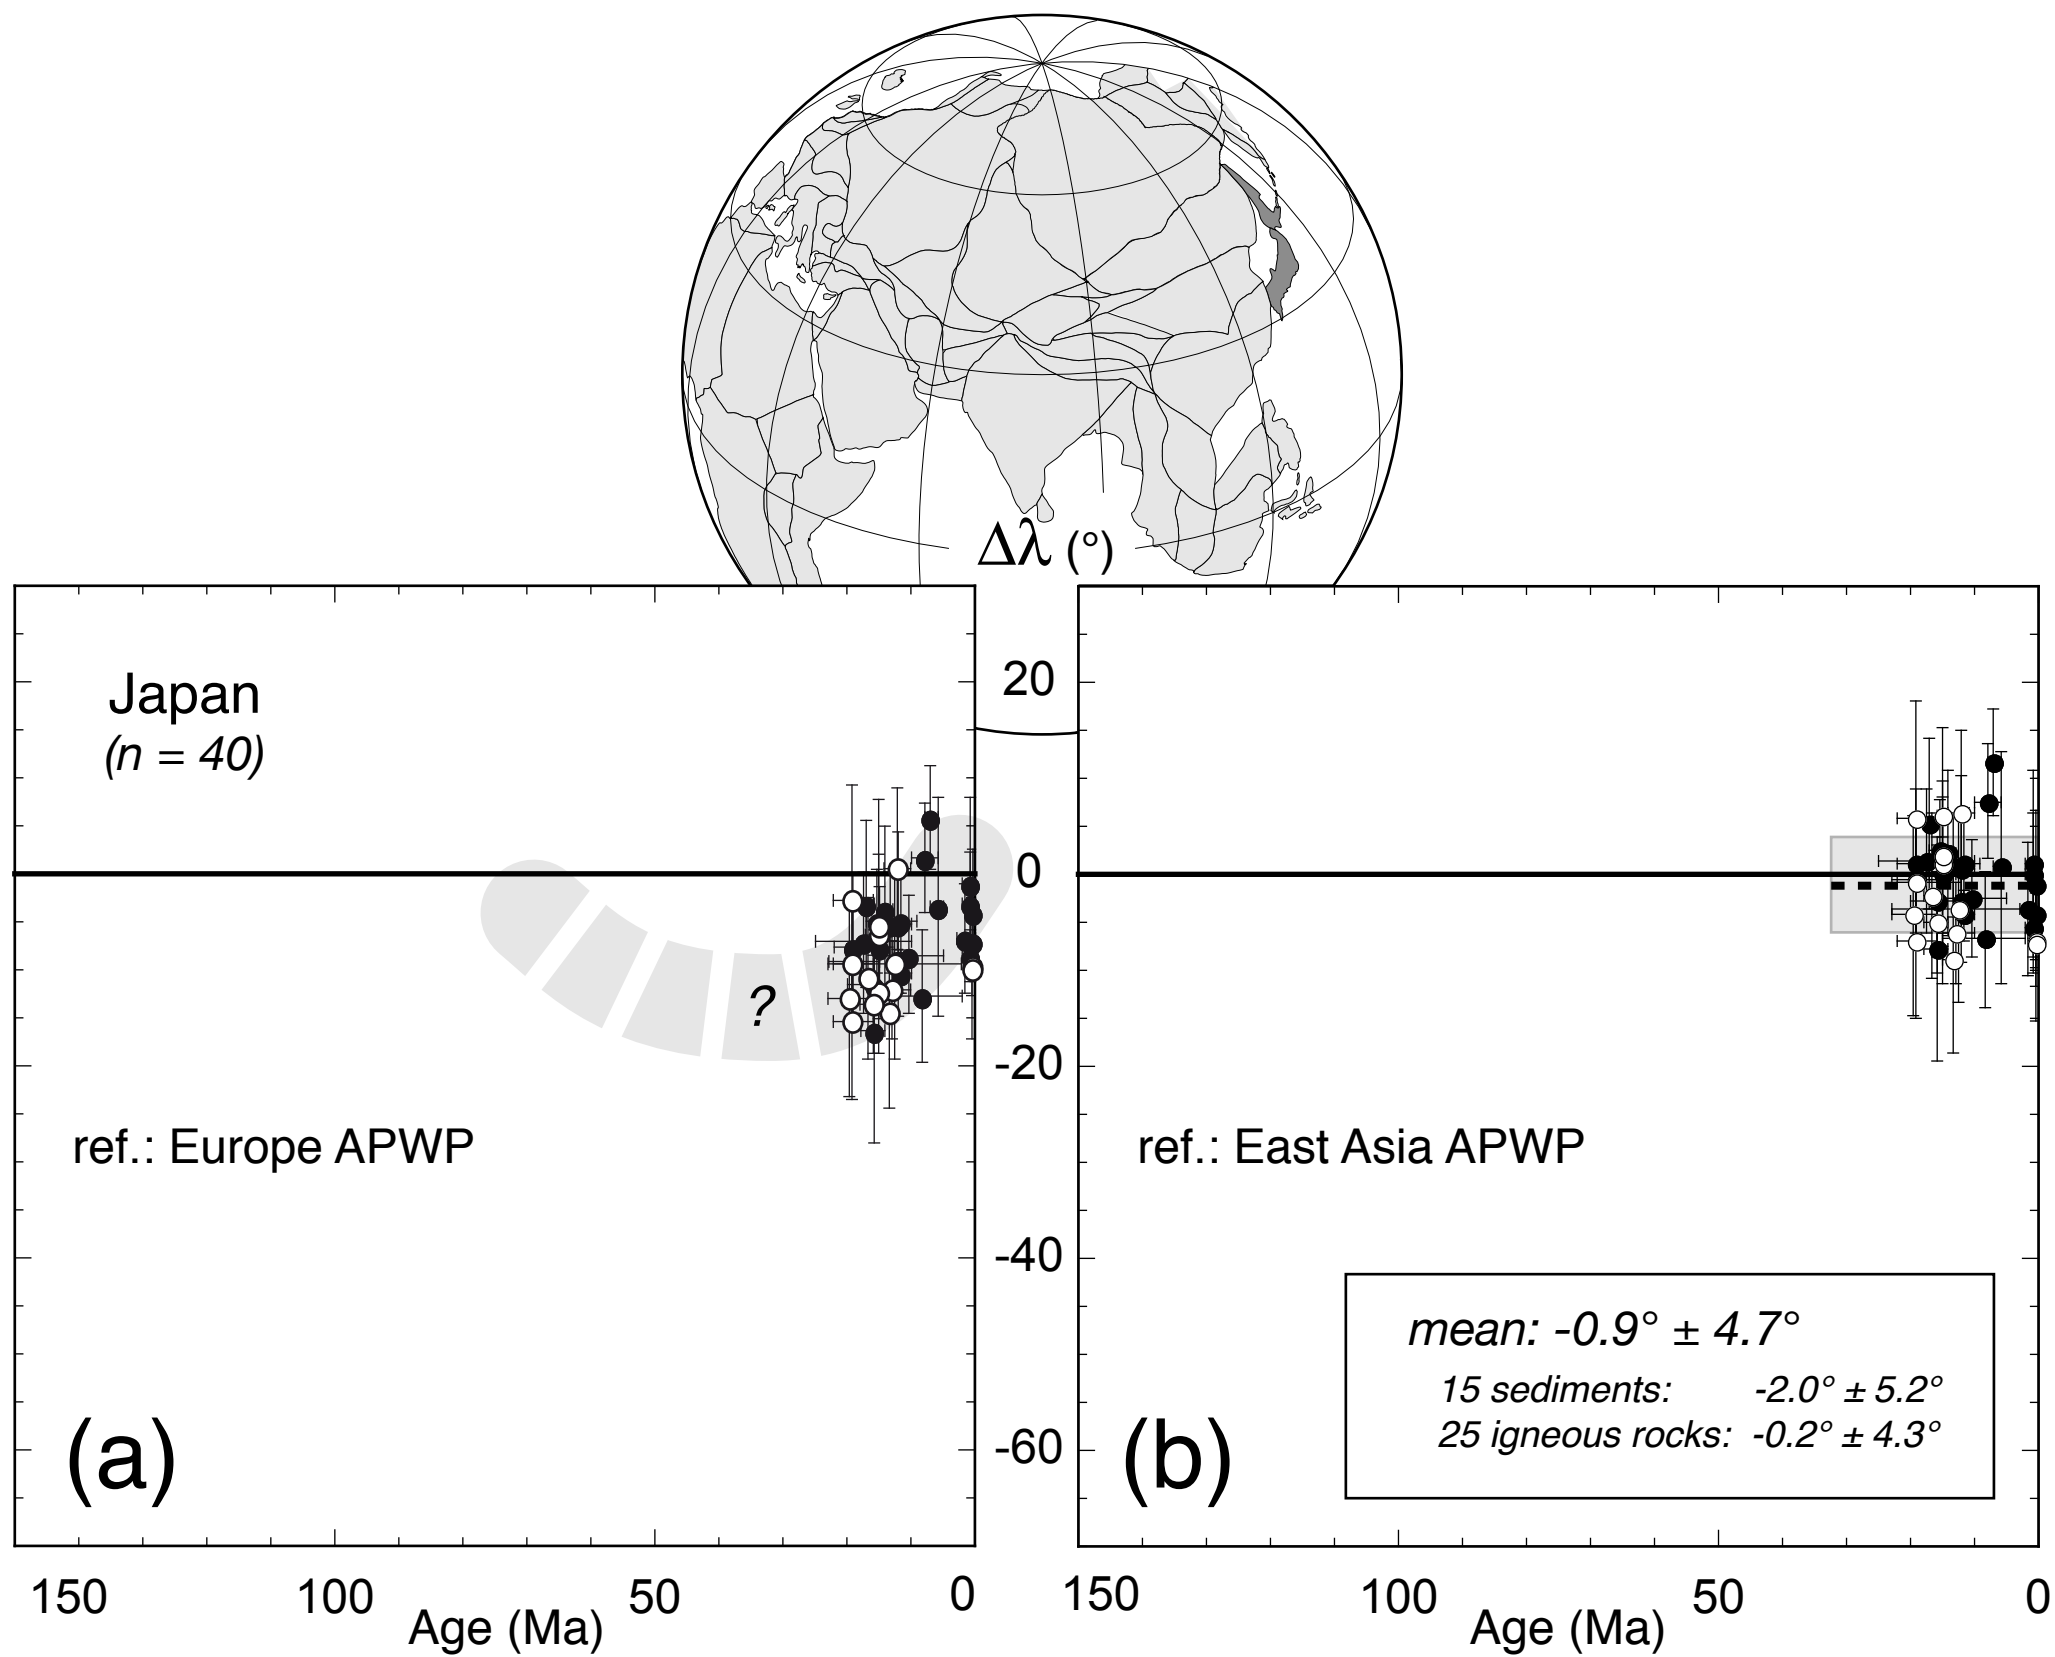 Δλ (°)
Japan
(n = 40)
?
ref.: Europe APWP
(a)
20
0
-20
-40
-60
ref.: East Asia APWP
mean: -0.9° ± 4.7°
15 sediments: -2.0° ± 5.2°
25 igneous rocks: -0.2° ± 4.3°
(b)
150 100 50 0
Age (Ma)
150 100 50 0
Age (Ma)